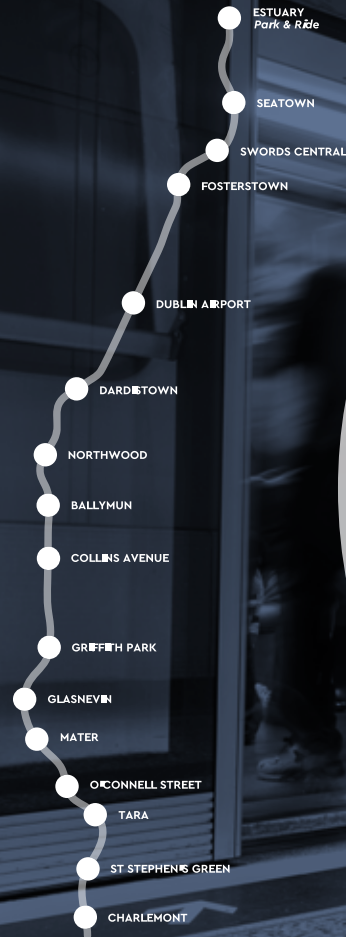 ESTUARY
Park & Ride
SEATOWN
SWORDS CENTRAL
FOSTERSTOWN
DUBLIN AIRPORT
DARDISTOWN
NORTHWOOD
BALLYMUN
COLLINS AVENUE
GRIFFITH PARK
GLASNEVIN
MATER
O'CONNELL STREET
TARA
ST STEPHEN'S GREEN
CHARLEMONT